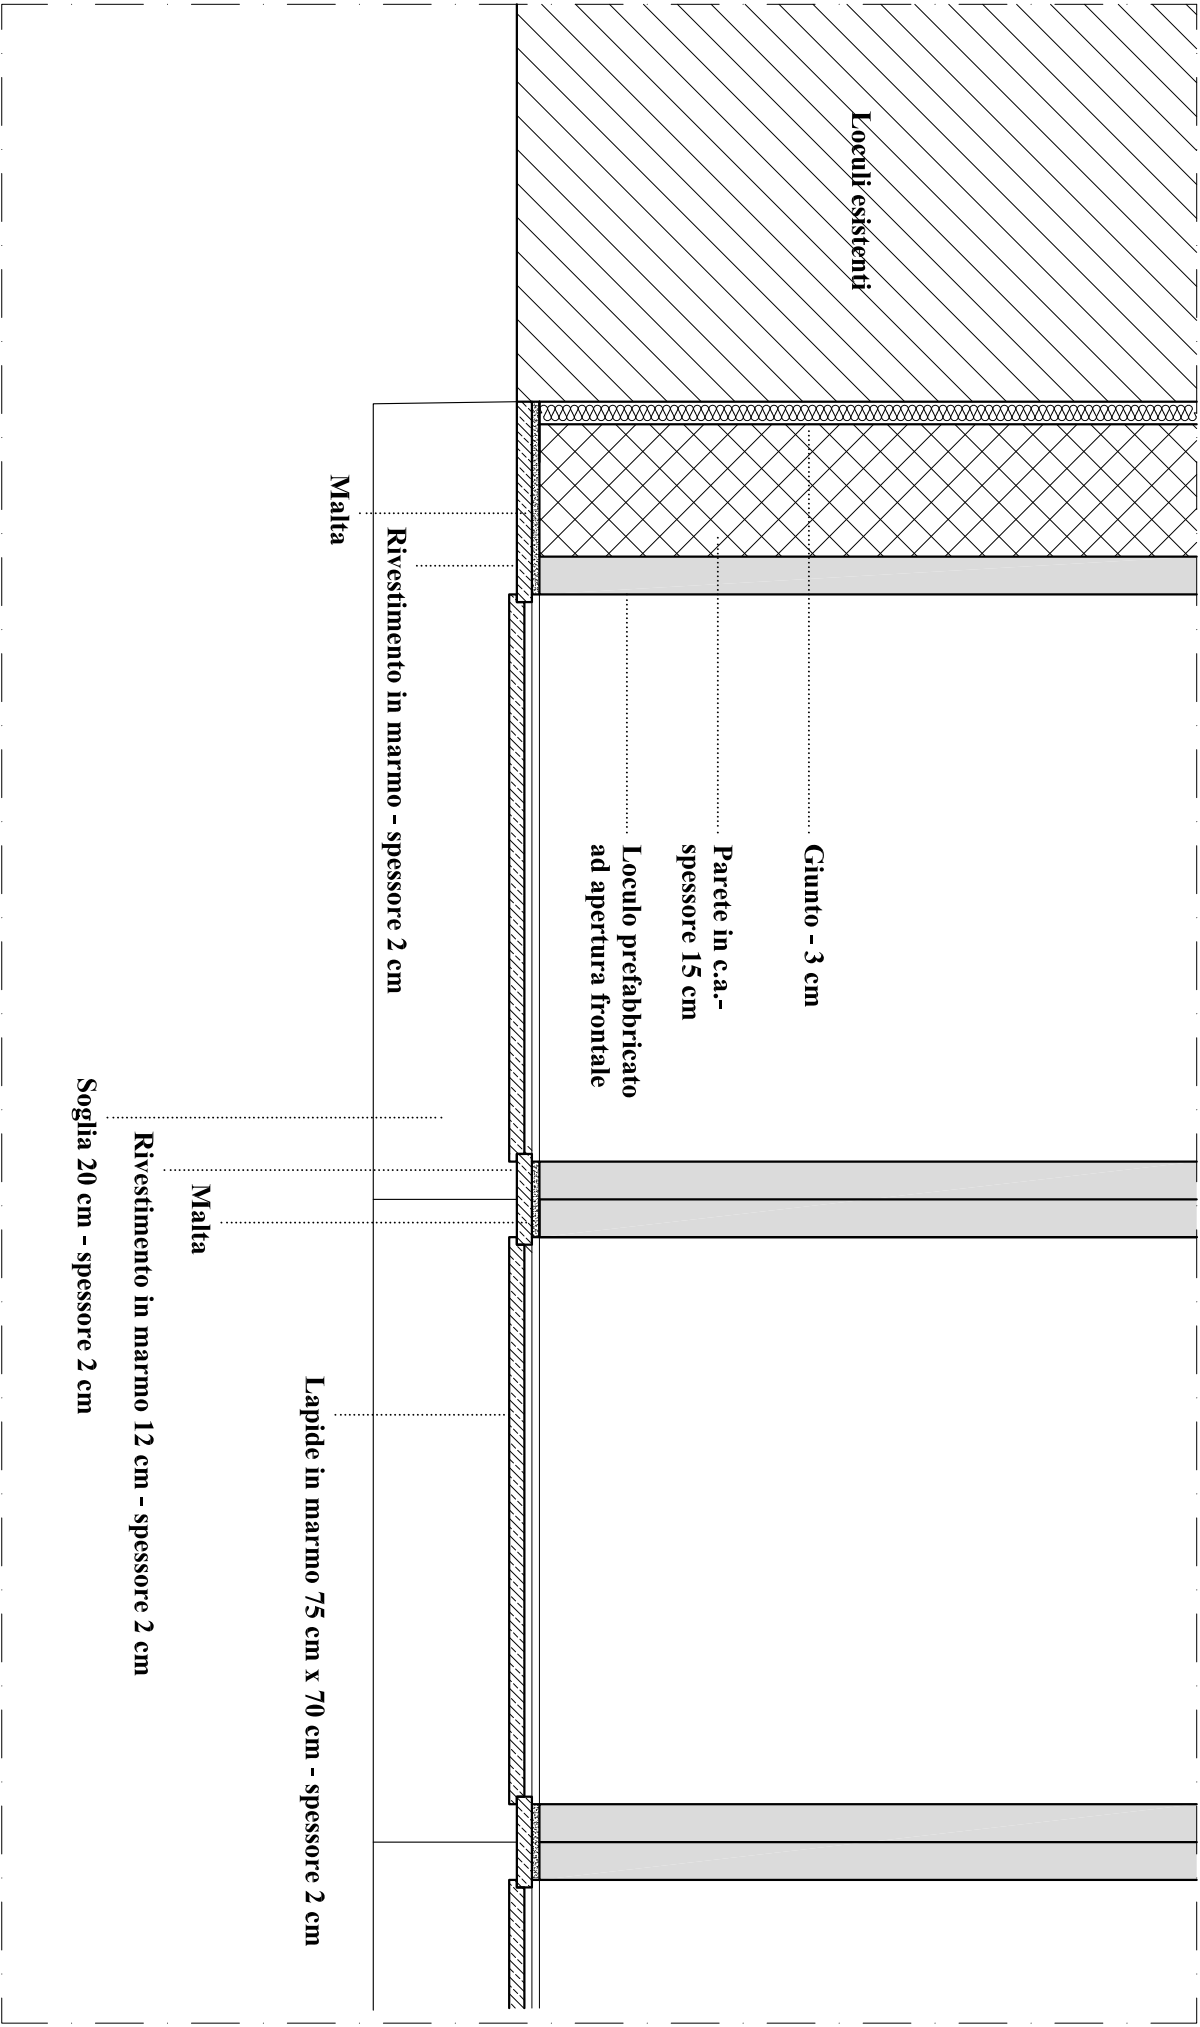 Loculi esistenti
Giunto - 3 cm
Parete in c.a.-
spessore 15 cm
Loculo prefabbricato
ad apertura frontale
Malta
Rivestimento in marmo - spessore 2 cm
Lapide in marmo 75 cm x 70 cm - spessore 2 cm
Malta
Rivestimento in marmo 12 cm - spessore 2 cm
Soglia 20 cm - spessore 2 cm